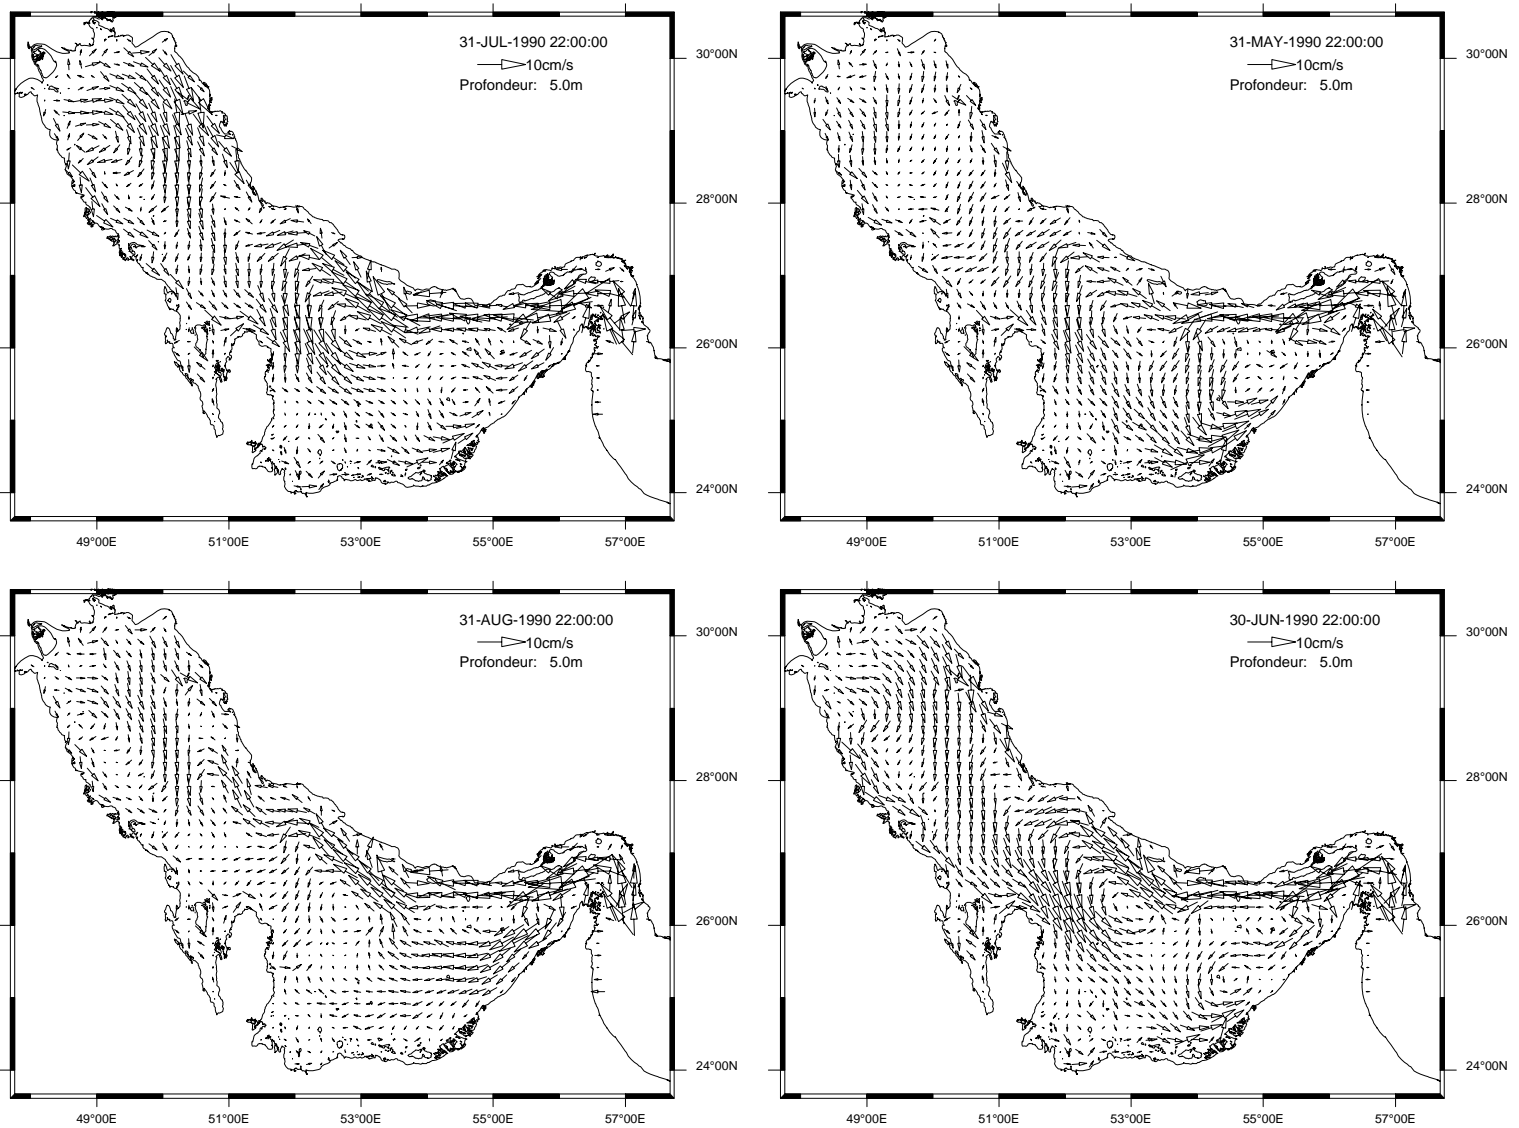 31-JUL-1990 22:00:00
10cm/s
Profondeur: 5.0m
30°00N
28°00N
26°00N
24°00N
49°00E 51°00E 53°00E 55°00E 57°00E
31-MAY-1990 22:00:00
10cm/s
Profondeur: 5.0m
30°00N
28°00N
26°00N
24°00N
49°00E 51°00E 53°00E 55°00E 57°00E
31-AUG-1990 22:00:00
10cm/s
Profondeur: 5.0m
30°00N
28°00N
26°00N
24°00N
49°00E 51°00E 53°00E 55°00E 57°00E
30-JUN-1990 22:00:00
10cm/s
Profondeur: 5.0m
30°00N
28°00N
26°00N
24°00N
49°00E 51°00E 53°00E 55°00E 57°00E